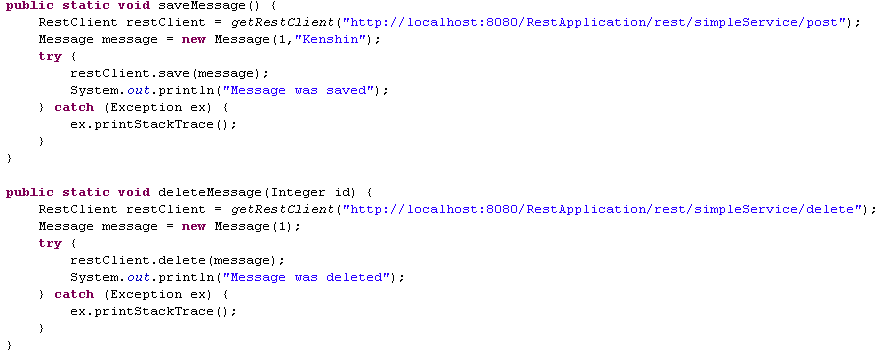 public static void saveMessage() {
    RestClient restClient = getRestClient("http://localhost:8080/RestApplication/rest/simpleService/post");
    Message message = new Message(1,"Kenshin");
    try {
        restClient.save(message);
        System.out.println("Message was saved");
    } catch (Exception ex) {
        ex.printStackTrace();
    }
}

public static void deleteMessage(Integer id) {
    RestClient restClient = getRestClient("http://localhost:8080/RestApplication/rest/simpleService/delete");
    Message message = new Message(1);
    try {
        restClient.delete(message);
        System.out.println("Message was deleted");
    } catch (Exception ex) {
        ex.printStackTrace();
    }
}